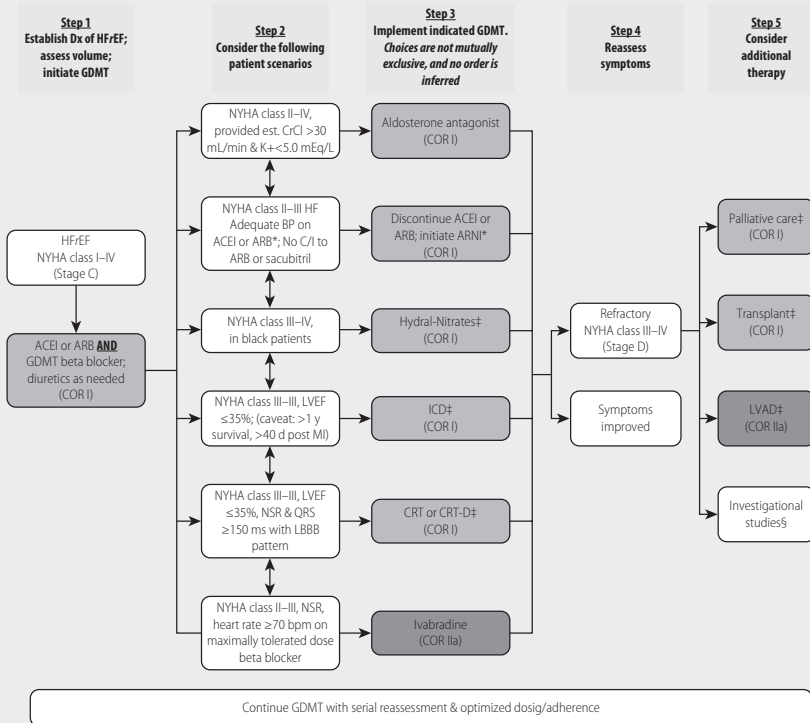 Step 1
Establish Dx of HFrEF;
assess volume;
initiate GDMT
Step 2
Consider the following
patient scenarios
Step 3
Implement indicated GDMT.
Choices are not mutually
exclusive, and no order is
inferred
Step 4
Reassess
symptoms
Step 5
Consider
additional
therapy
HFrEF
NYHA class I–IV
(Stage C)
ACEI or ARB AND
GDMT beta blocker;
diuretics as needed
(COR I)
NYHA class II–IV,
provided est. CrCl >30
mL/min & K+<5.0 mEq/L
NYHA class II–III HF
Adequate BP on
ACEI or ARB*; No C/I to
ARB or sacubitril
NYHA class III–IV,
in black patients
NYHA class III–III, LVEF
≤35%; (caveat: >1 y
survival, >40 d post MI)
NYHA class III–III, LVEF
≤35%, NSR & QRS
≥150 ms with LBBB
pattern
NYHA class II–III, NSR,
heart rate ≥70 bpm on
maximally tolerated dose
beta blocker
Aldosterone antagonist
(COR I)
Discontinue ACEI or
ARB; initiate ARNI*
(COR I)
Hydral-Nitrates‡
(COR I)
ICD‡
(COR I)
CRT or CRT-D‡
(COR I)
Ivabradine
(COR IIa)
Refractory
NYHA class III–IV
(Stage D)
Symptoms
improved
Palliative care‡
(COR I)
Transplant‡
(COR I)
LVAD‡
(COR IIa)
Investigational
studies§
Continue GDMT with serial reassessment & optimized dosig/adherence